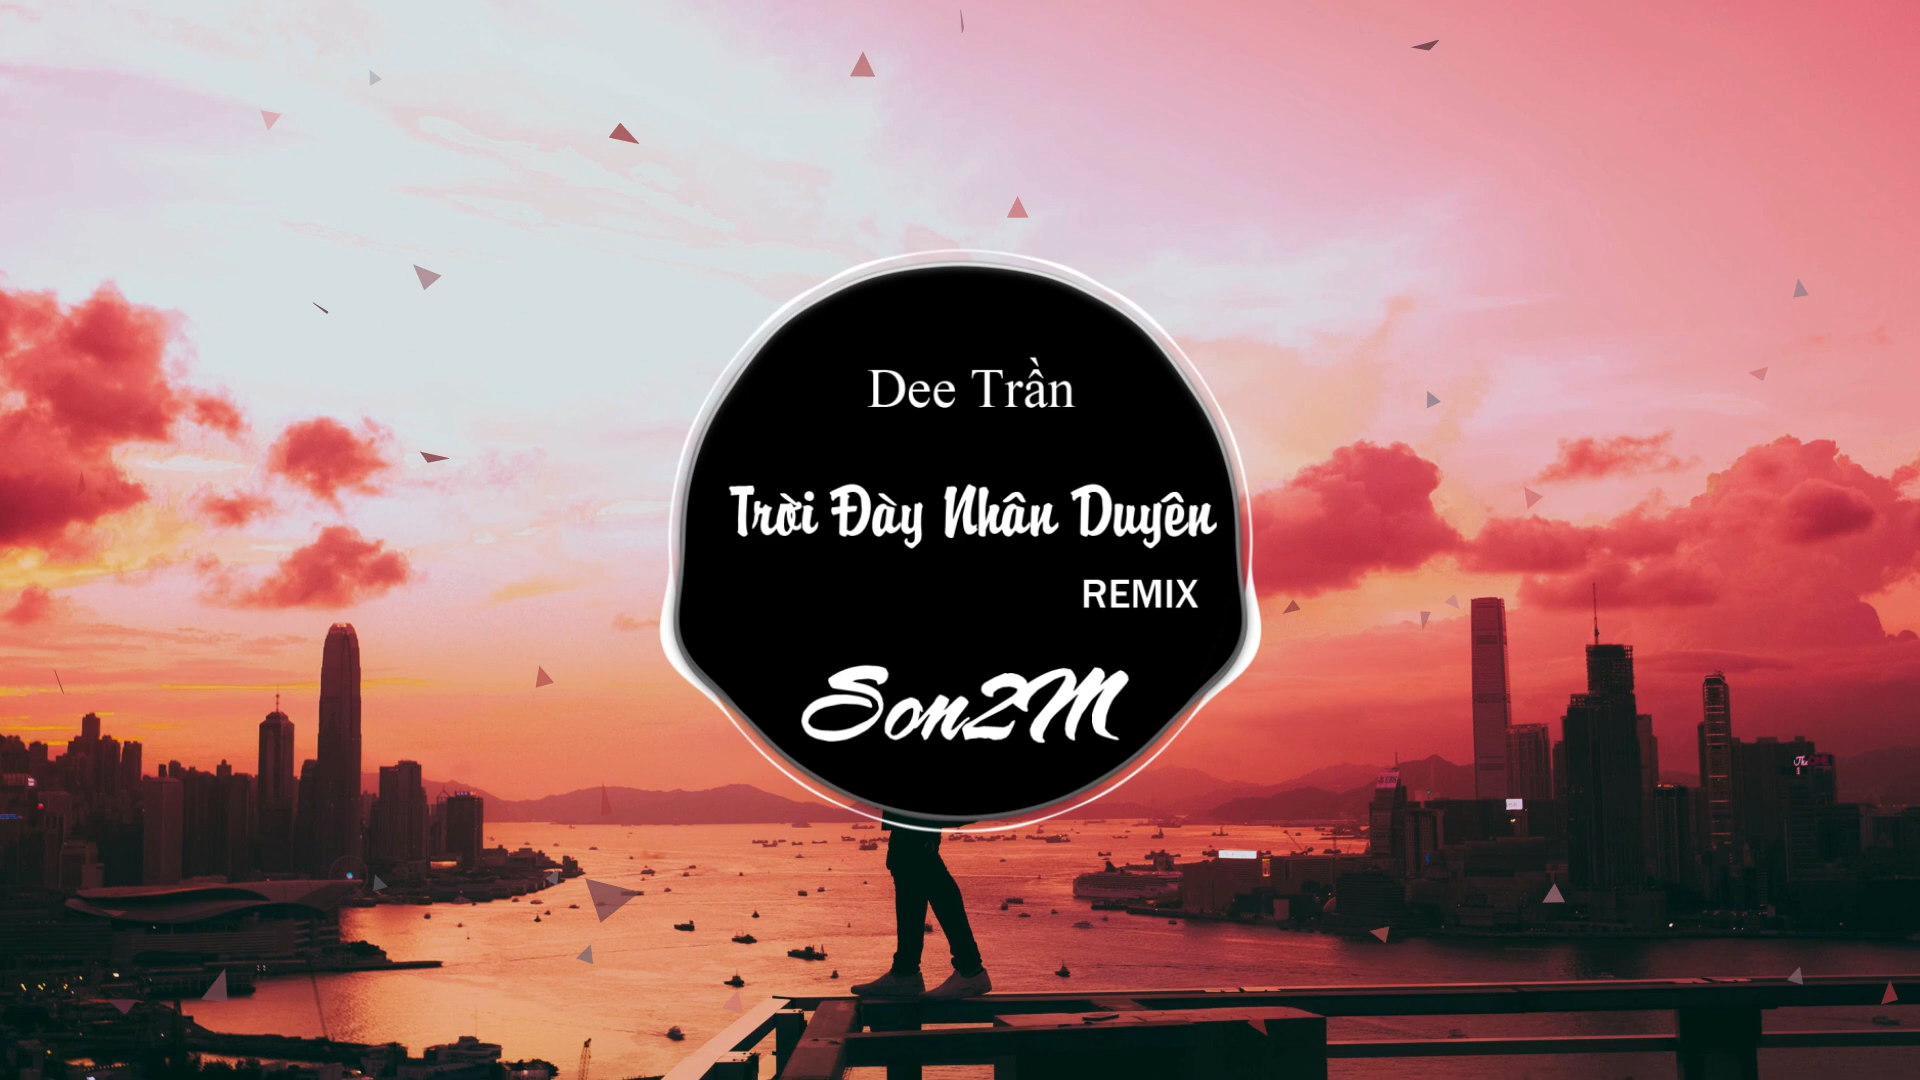 Dee Trần
Trời Đày Nhân Duyên
REMIX
Son2M